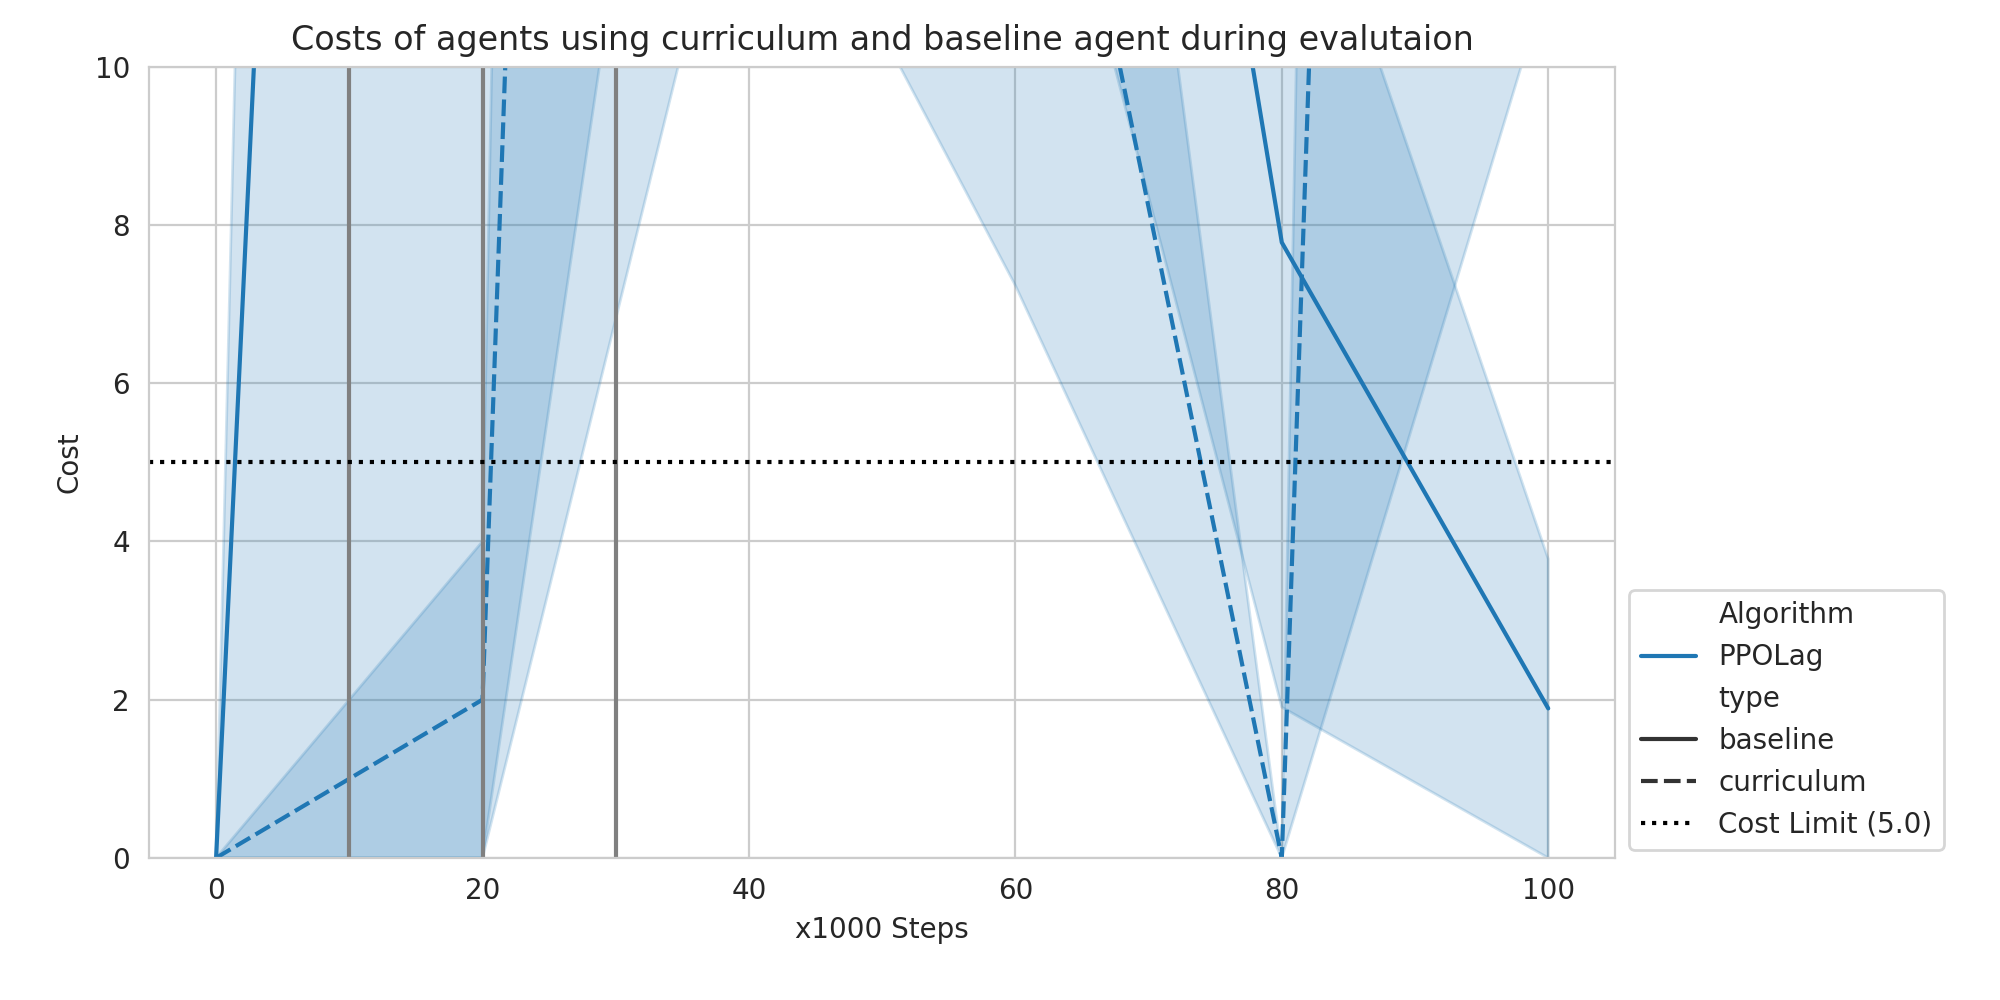 Costs of agents using curriculum and baseline agent during evalutaion
10
8
6
4
2
0
Cost
0 20 40 60 80 100
x1000 Steps
Algorithm
PPOLag
type
baseline
curriculum
Cost Limit (5.0)